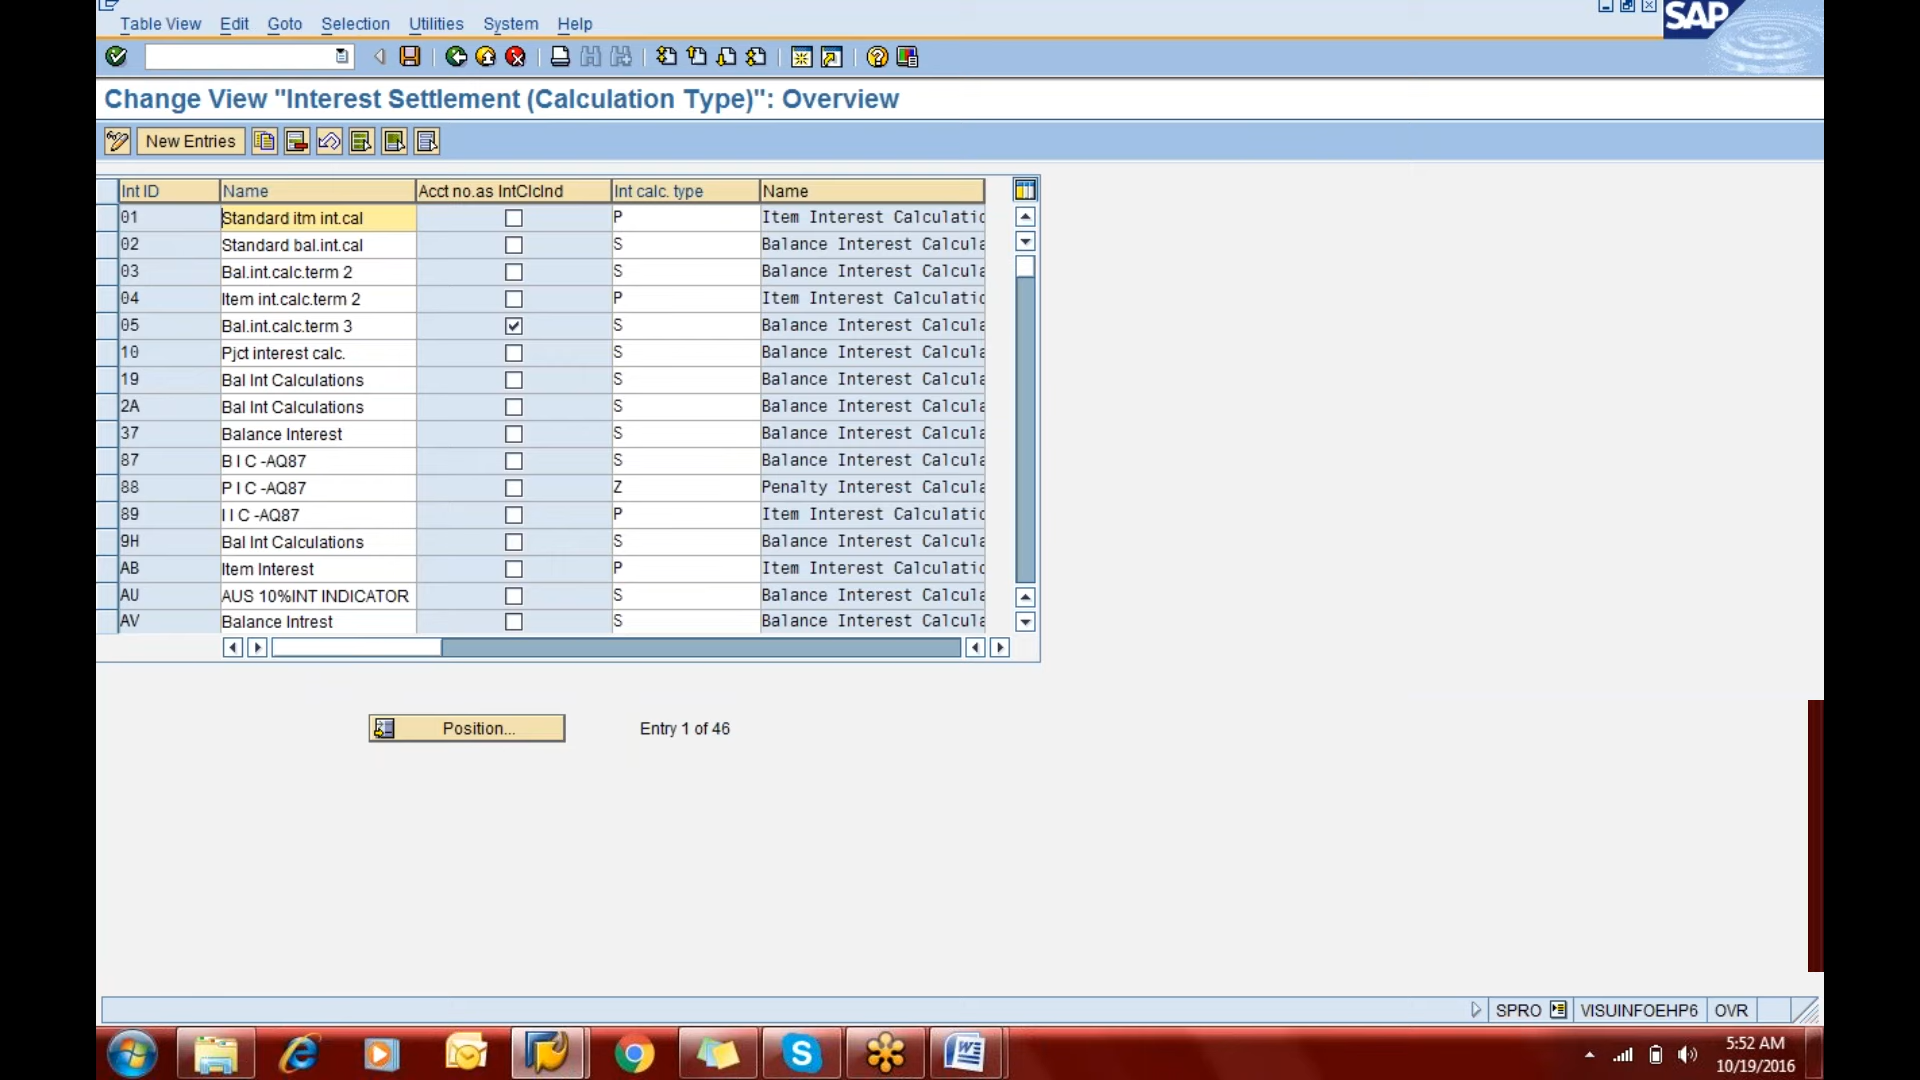 Table View Edit Goto Selection Utilities System Help
SAP
Change View "Interest Settlement (Calculation Type)": Overview
New Entries
Int ID Name Acct no.as IntClcInd Int calc. type Name
01 Standard itm int.cal P Item Interest Calculatio
02 Standard bal.int.cal S Balance Interest Calcula
03 Bal.int.calc.term 2 S Balance Interest Calcula
04 Item int.calc.term 2 P Item Interest Calculatio
05 Bal.int.calc.term 3 S Balance Interest Calcula
10 Pjct interest calc. S Balance Interest Calcula
19 Bal Int Calculations S Balance Interest Calcula
2A Bal Int Calculations S Balance Interest Calcula
37 Balance Interest S Balance Interest Calcula
87 B I C -AQ87 S Balance Interest Calcula
88 P I C -AQ87 Z Penalty Interest Calcula
89 I I C -AQ87 P Item Interest Calculatio
9H Bal Int Calculations S Balance Interest Calcula
AB Item Interest P Item Interest Calculatio
AU AUS 10%INT INDICATOR S Balance Interest Calcula
AV Balance Intrest S Balance Interest Calcula
Position... Entry 1 of 46
SPRO VISUINFOEHP6 OVR
5:52 AM
10/19/2016